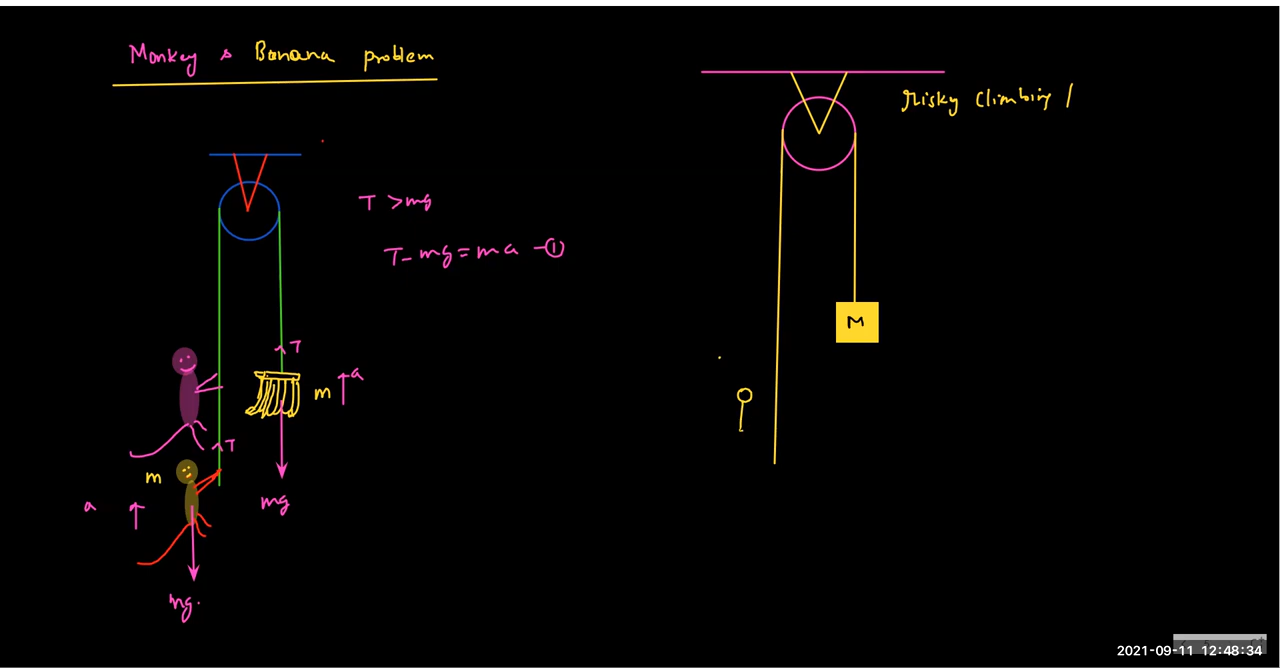 Monkey & Banana problem
Risky Climbing /
T > mg
T - mg = ma -①
T
m
a
T
m
a
mg
mg.
M
2021-09-11 12:48:34